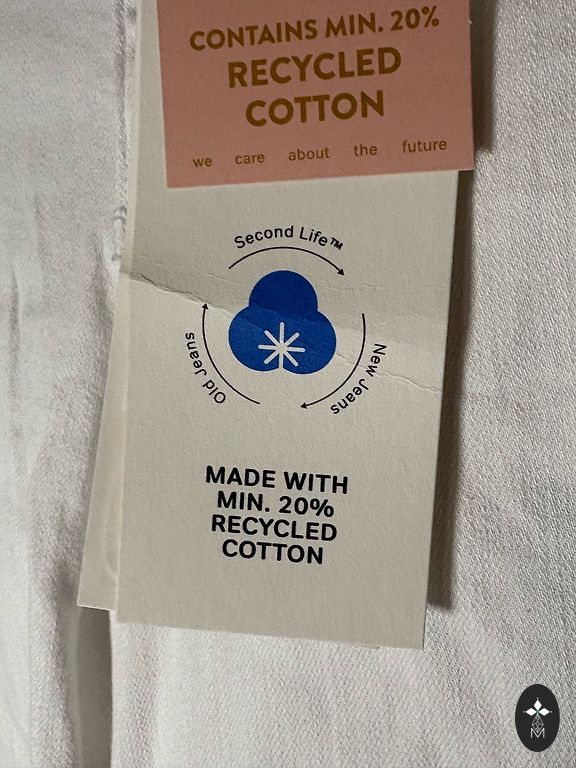 CONTAINS MIN. 20%
RECYCLED
COTTON
we care about the future
Second Life™
New Jeans
Old Jeans
MADE WITH
MIN. 20%
RECYCLED
COTTON
M